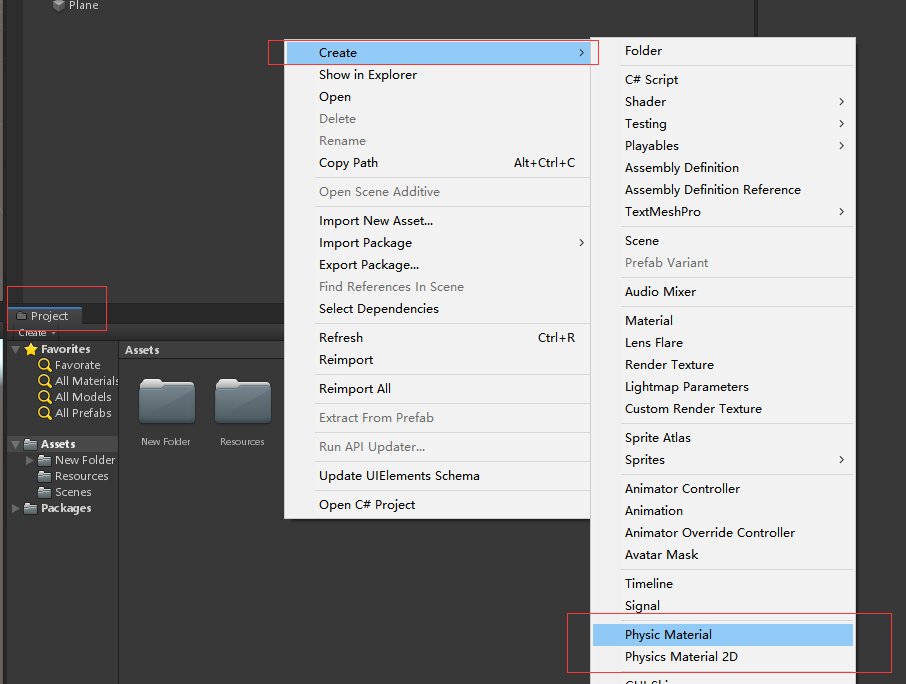 Plane
Create
Show in Explorer
Open
Delete
Rename
Copy Path Alt+Ctrl+C
Open Scene Additive
Import New Asset...
Import Package
Export Package...
Find References In Scene
Select Dependencies
Refresh Ctrl+R
Reimport
Reimport All
Extract From Prefab
Run API Updater...
Update UIElements Schema
Open C# Project
Folder
C# Script
Shader
Testing
Playables
Assembly Definition
Assembly Definition Reference
TextMeshPro
Scene
Prefab Variant
Audio Mixer
Material
Lens Flare
Render Texture
Lightmap Parameters
Custom Render Texture
Sprite Atlas
Sprites
Animator Controller
Animation
Animator Override Controller
Avatar Mask
Timeline
Signal
Physic Material
Physics Material 2D
Project
Create
Favorites
Favorate
All Materials
All Models
All Prefabs
Assets
New Folder
Resources
Scenes
Packages
Assets
New Folder
Resources